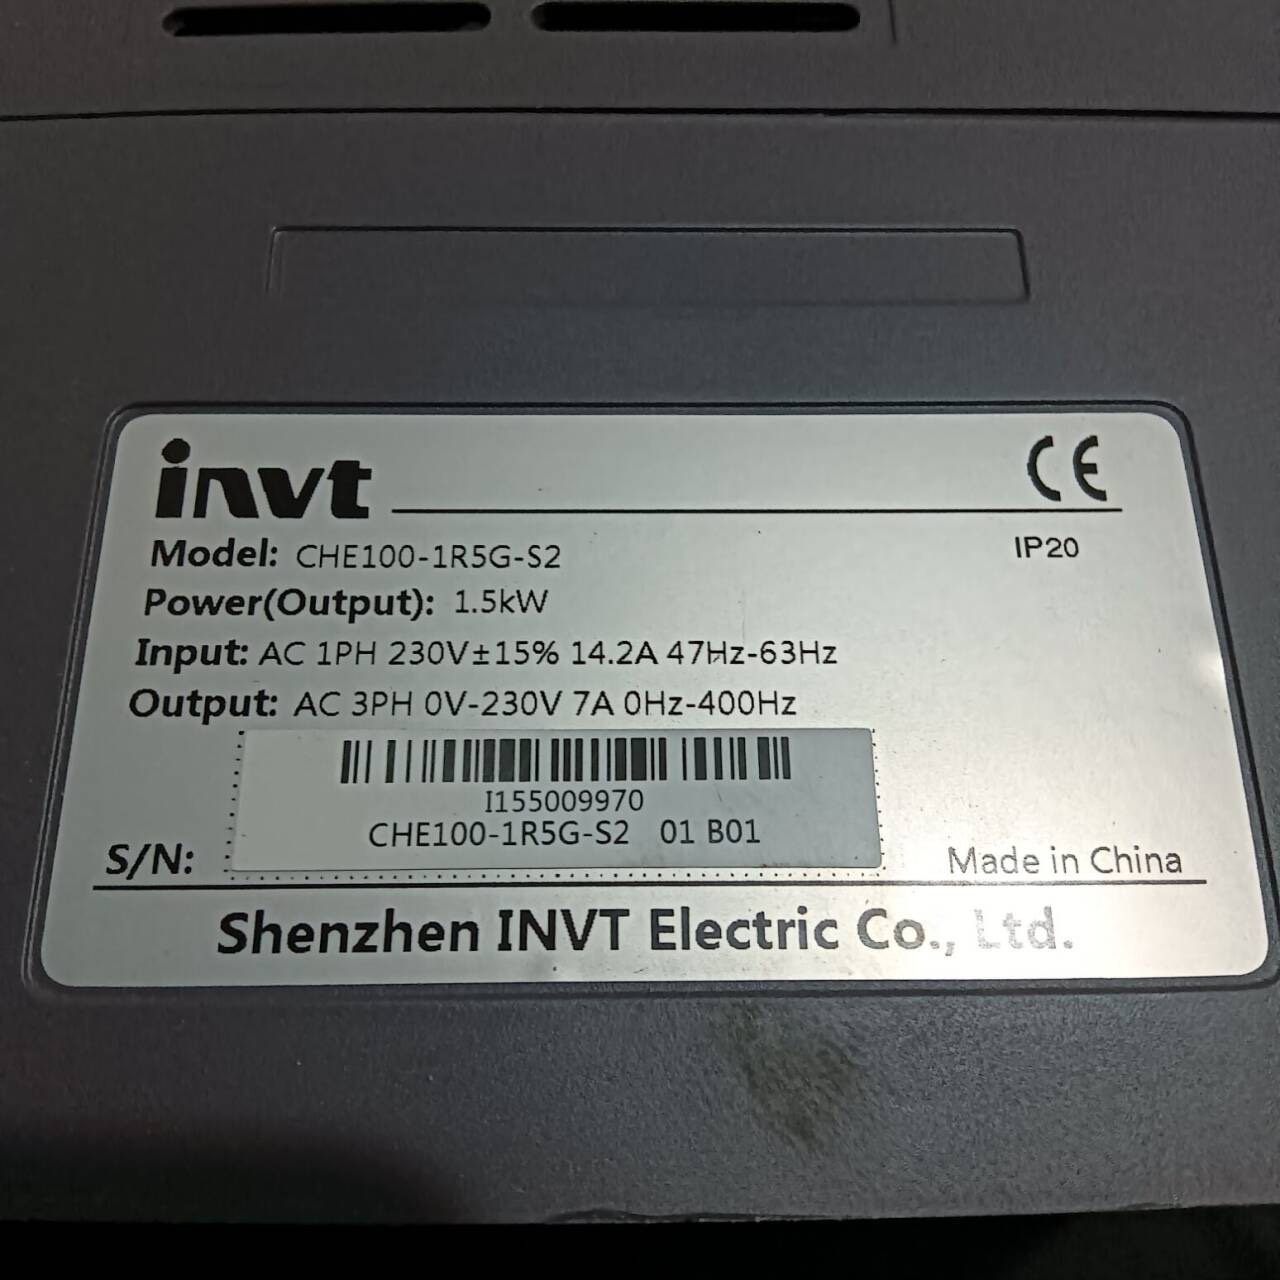 invt
CE
Model: CHE100-1R5G-S2
IP20
Power(Output): 1.5kW
Input: AC 1PH 230V±15% 14.2A 47Hz-63Hz
Output: AC 3PH 0V-230V 7A 0Hz-400Hz
I155009970
CHE100-1R5G-S2 01 B01
S/N:
Made in China
Shenzhen INVT Electric Co., Ltd.